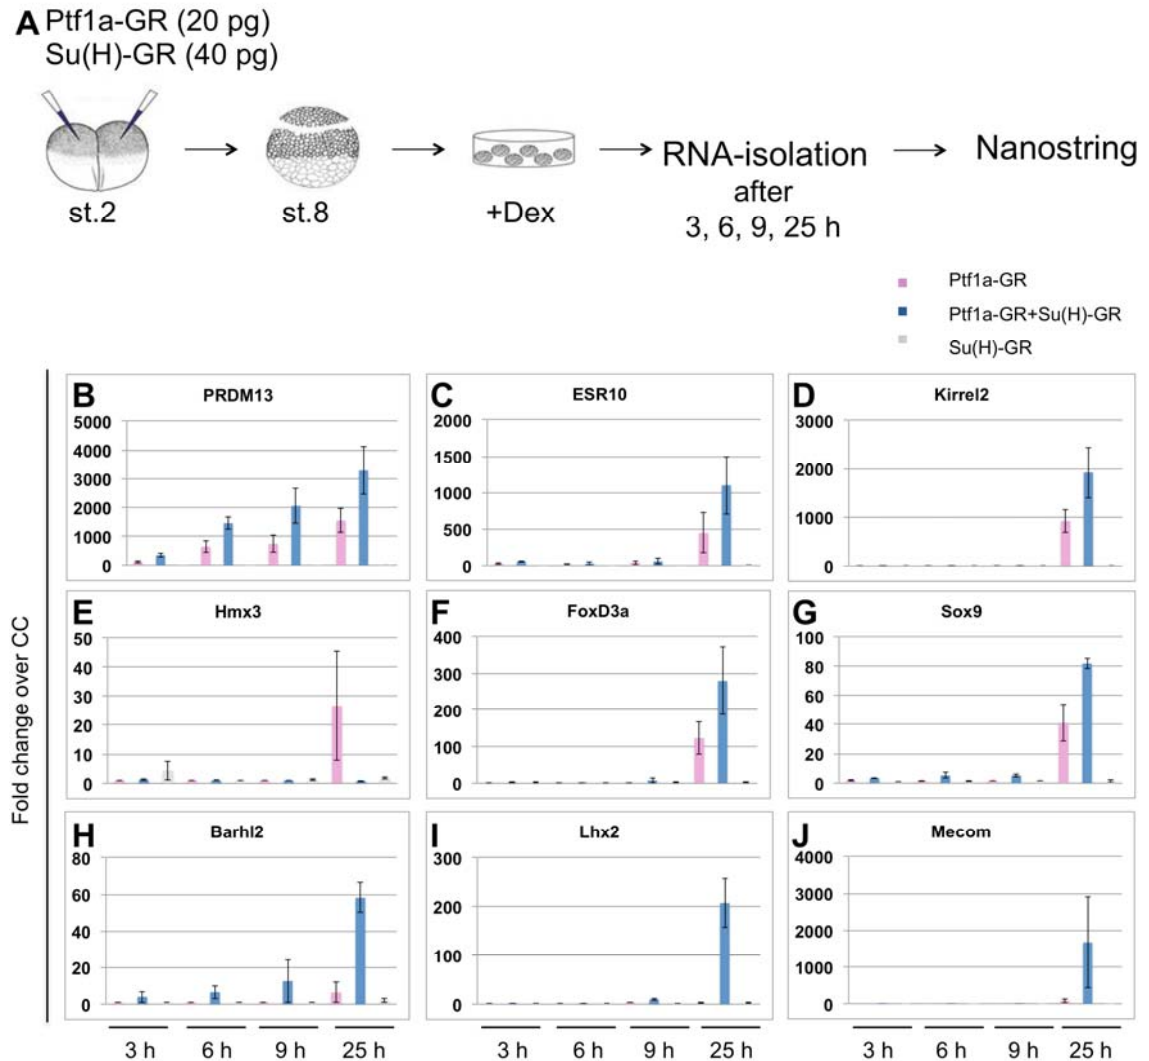 A Ptf1a-GR (20 pg)
Su(H)-GR (40 pg)
st.2
st.8
+Dex
RNA-isolation
after
3, 6, 9, 25 h
Nanostring
Ptf1a-GR
Ptf1a-GR+Su(H)-GR
Su(H)-GR
Fold change over CC
B PRDM13
5000
4000
3000
2000
1000
0
C ESR10
2000
1500
1000
500
0
D Kirrel2
3000
2000
1000
0
E Hmx3
50
40
30
20
10
0
F FoxD3a
400
300
200
100
0
G Sox9
100
80
60
40
20
0
H Barhl2
80
60
40
20
0
I Lhx2
300
200
100
0
J Mecom
4000
3000
2000
1000
0
3 h 6 h 9 h 25 h
3 h 6 h 9 h 25 h
3 h 6 h 9 h 25 h